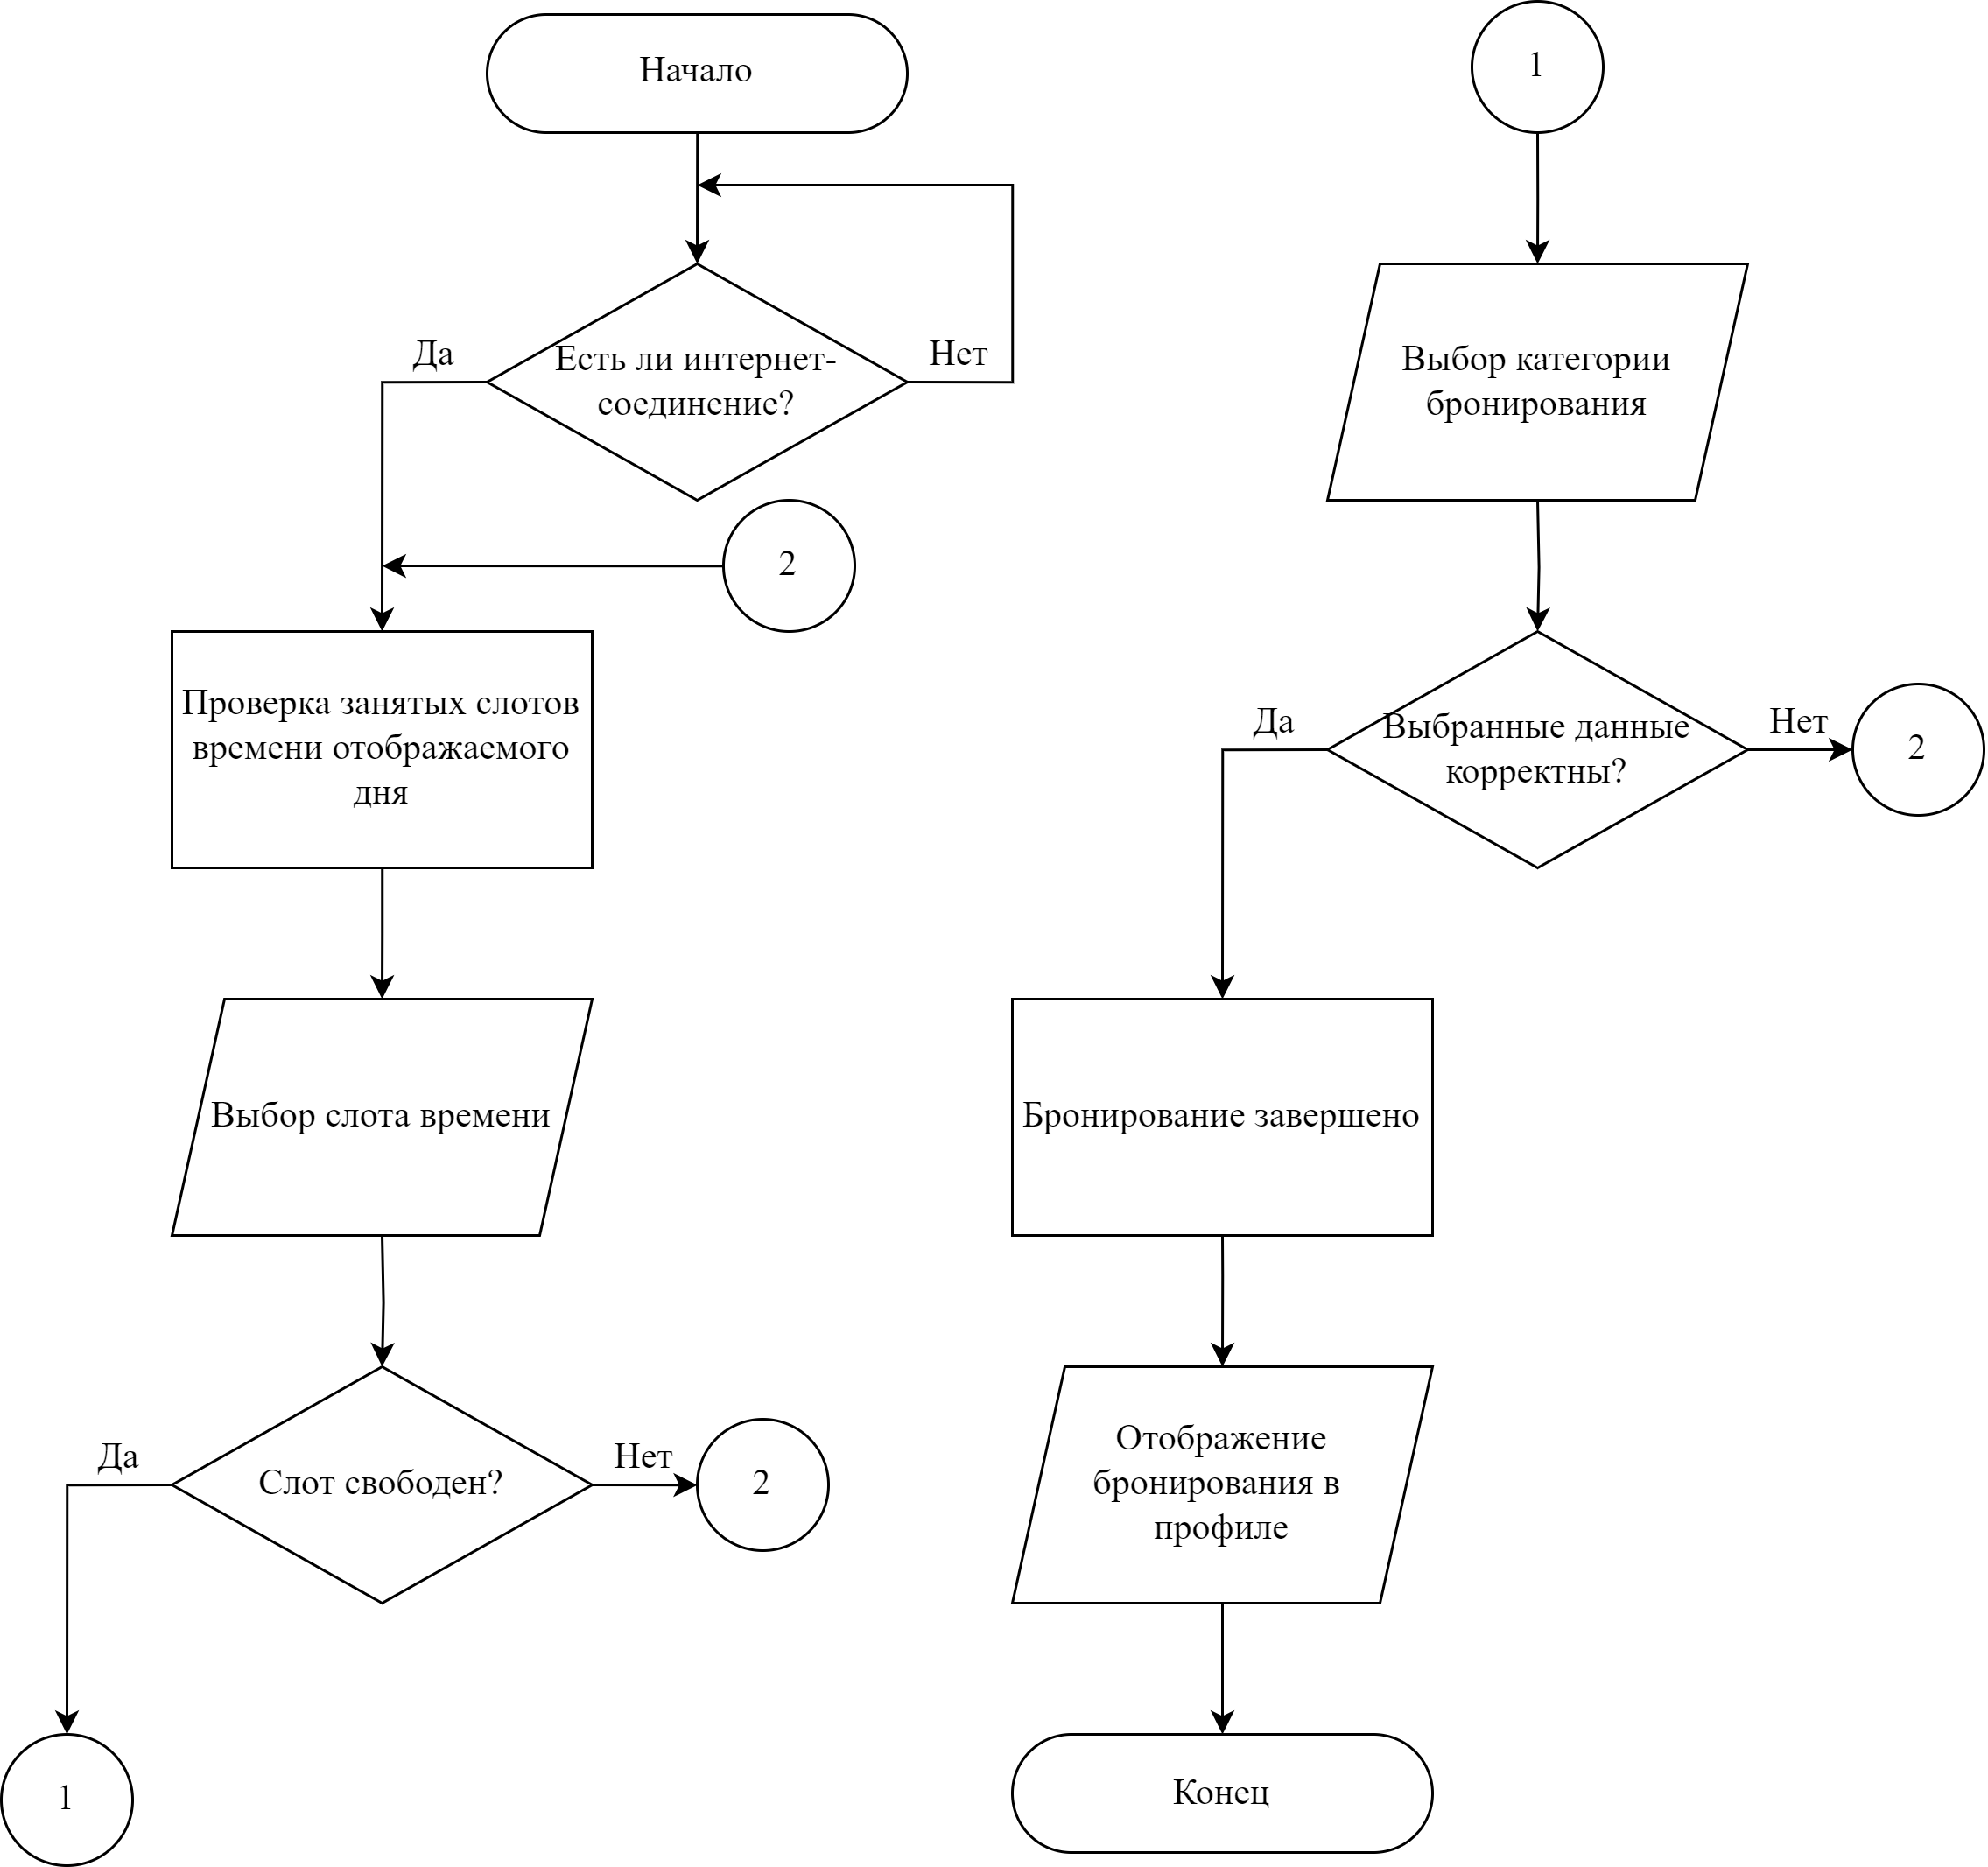 Начало
Есть ли интернет-
соединение?
Да
Нет
2
Проверка занятых слотов
времени отображаемого
дня
Выбор слота времени
Слот свободен?
Да
Нет
2
1
1
Выбор категории
бронирования
Выбранные данные
корректны?
Да
Нет
2
Бронирование завершено
Отображение
бронирования в
профиле
Конец